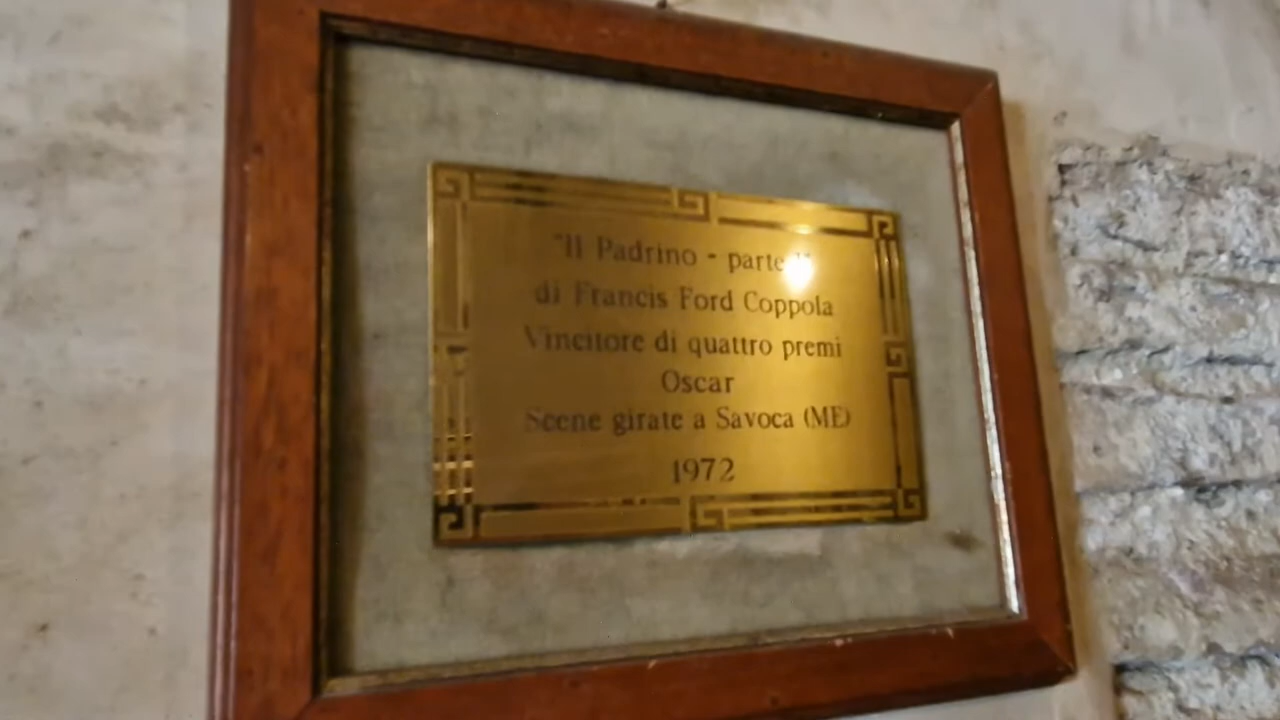 "Il Padrino - parte
di Francis Ford Coppola
Vincitore di quattro premi
Oscar
Scene girate a Savoca (ME)
1972